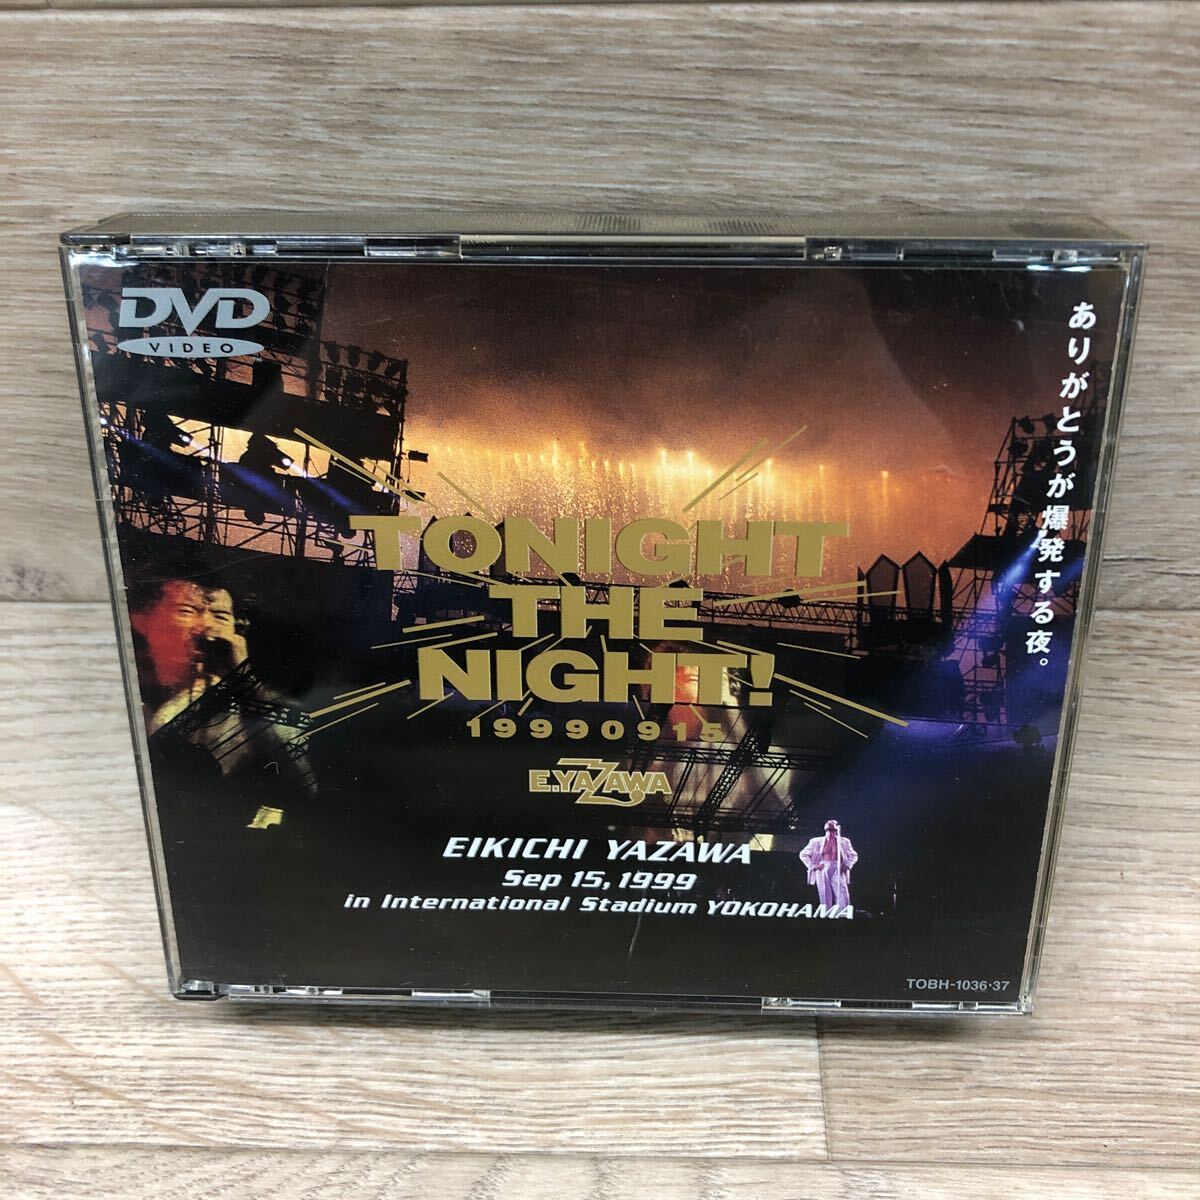 DVD
VIDEO
ありがとうが爆発する夜。
TONIGHT
THE
NIGHT!
19990915
E.YAZAWA
EIKICHI YAZAWA
Sep 15, 1999
in International Stadium YOKOHAMA
TOBH-1036･37